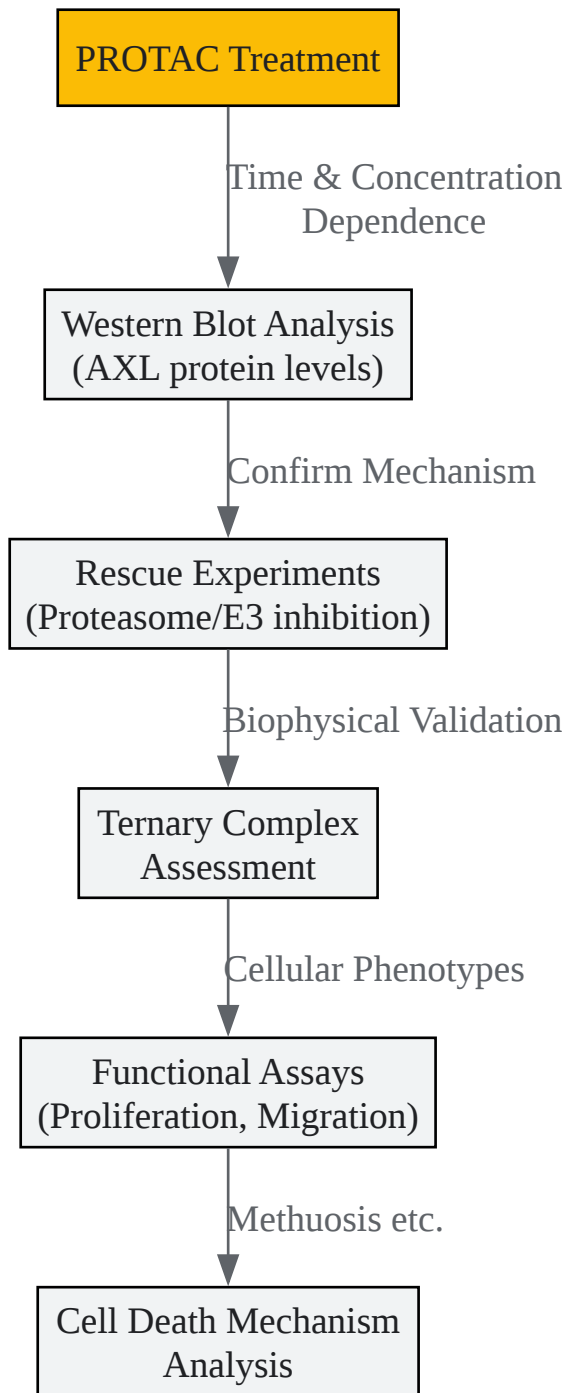 PROTAC Treatment
Time & Concentration
Dependence
Western Blot Analysis
(AXL protein levels)
Confirm Mechanism
Rescue Experiments
(Proteasome/E3 inhibition)
Biophysical Validation
Ternary Complex
Assessment
Cellular Phenotypes
Functional Assays
(Proliferation, Migration)
Methuosis etc.
Cell Death Mechanism
Analysis